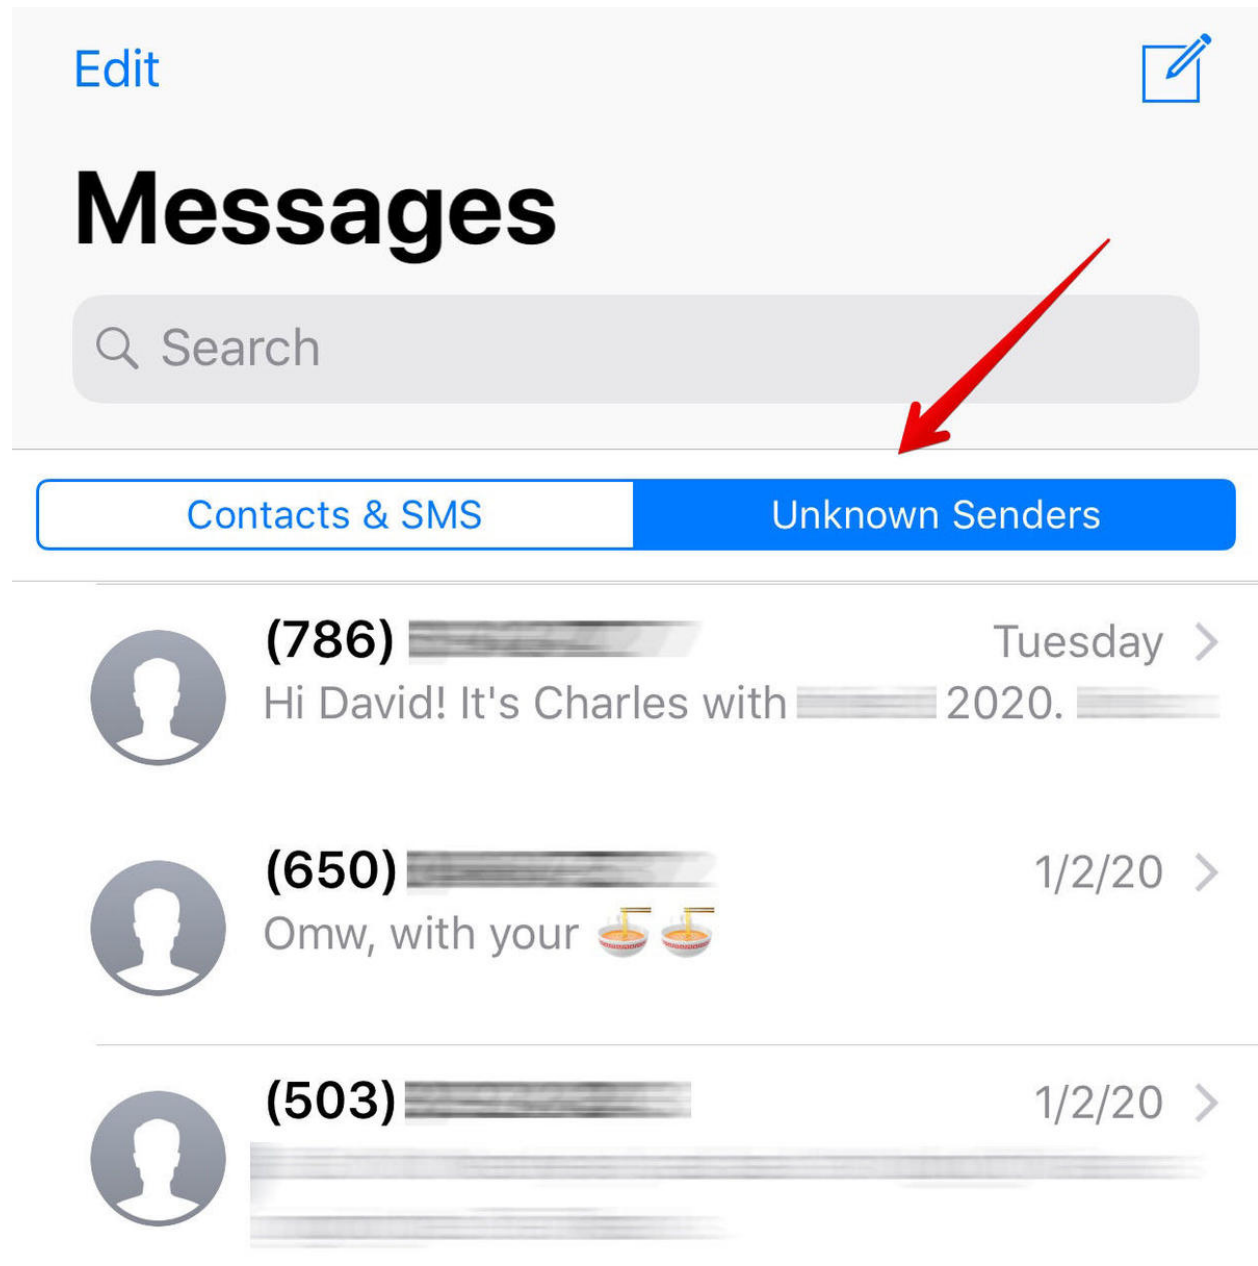 Edit
Messages
Search
Contacts & SMS Unknown Senders
(786) Tuesday
Hi David! It's Charles with 2020.
(650) 1/2/20
Omw, with your 🍜🍜
(503) 1/2/20